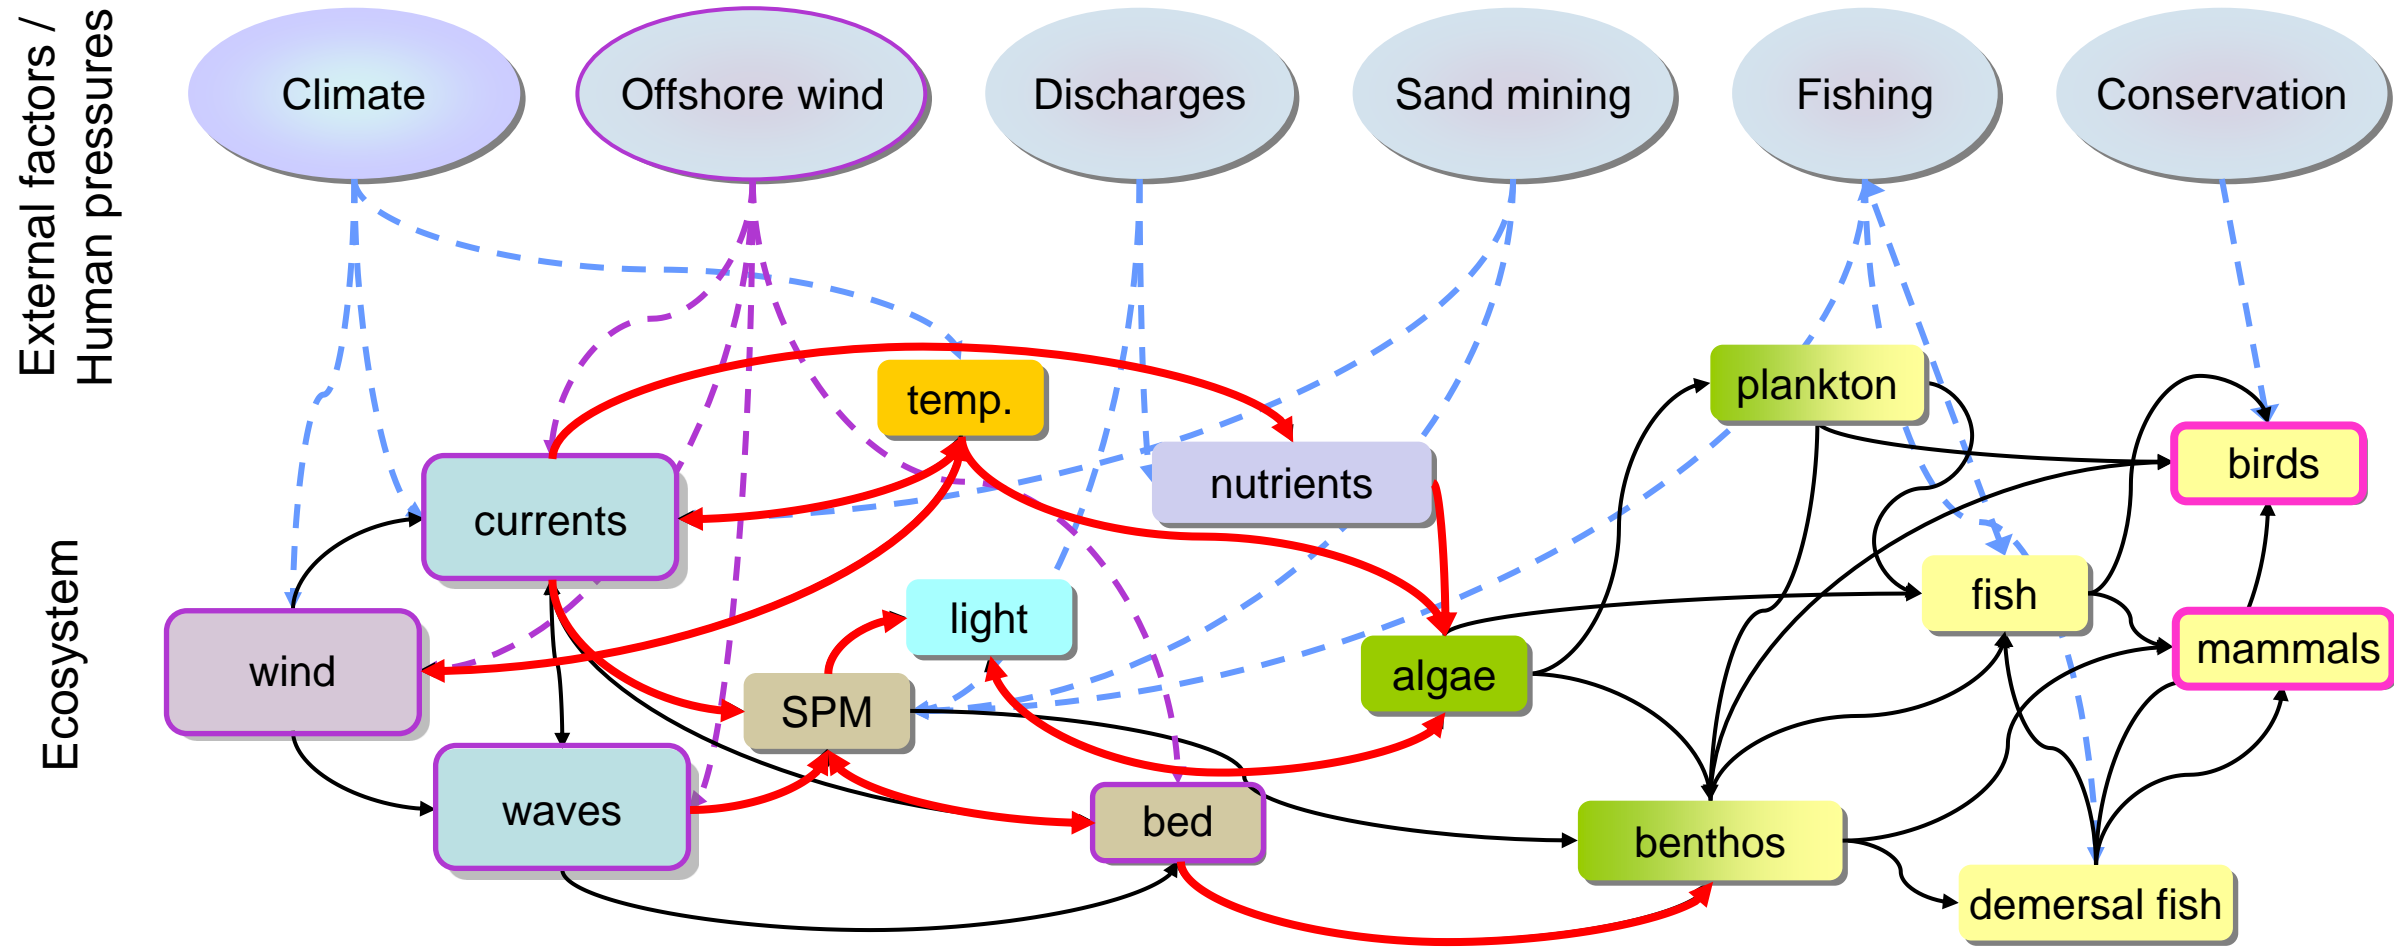 External factors /
Human pressures
Climate
Offshore wind
Discharges
Sand mining
Fishing
Conservation
Ecosystem
temp.
plankton
nutrients
birds
currents
light
fish
wind
algae
mammals
SPM
waves
bed
benthos
demersal fish